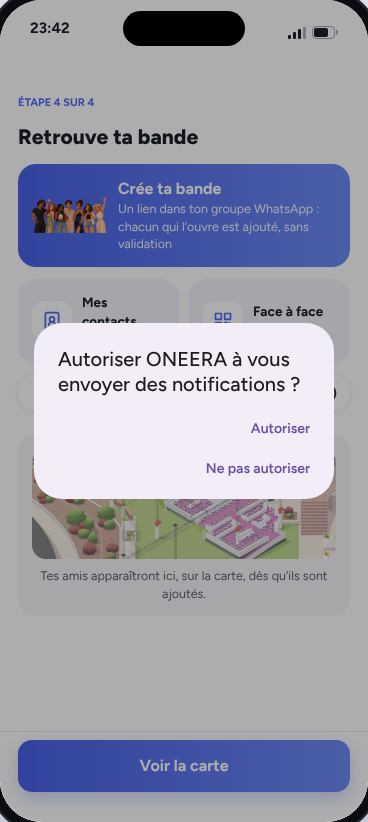 23:42
ÉTAPE 4 SUR 4
Retrouve ta bande
Crée ta bande
Un lien dans ton groupe WhatsApp :
chacun qui l'ouvre est ajouté, sans
validation
Mes
contacts
Face à face
Autoriser ONEERA à vous
envoyer des notifications ?
Autoriser
Ne pas autoriser
Tes amis apparaîtront ici, sur la carte, dès qu'ils sont
ajoutés.
Voir la carte